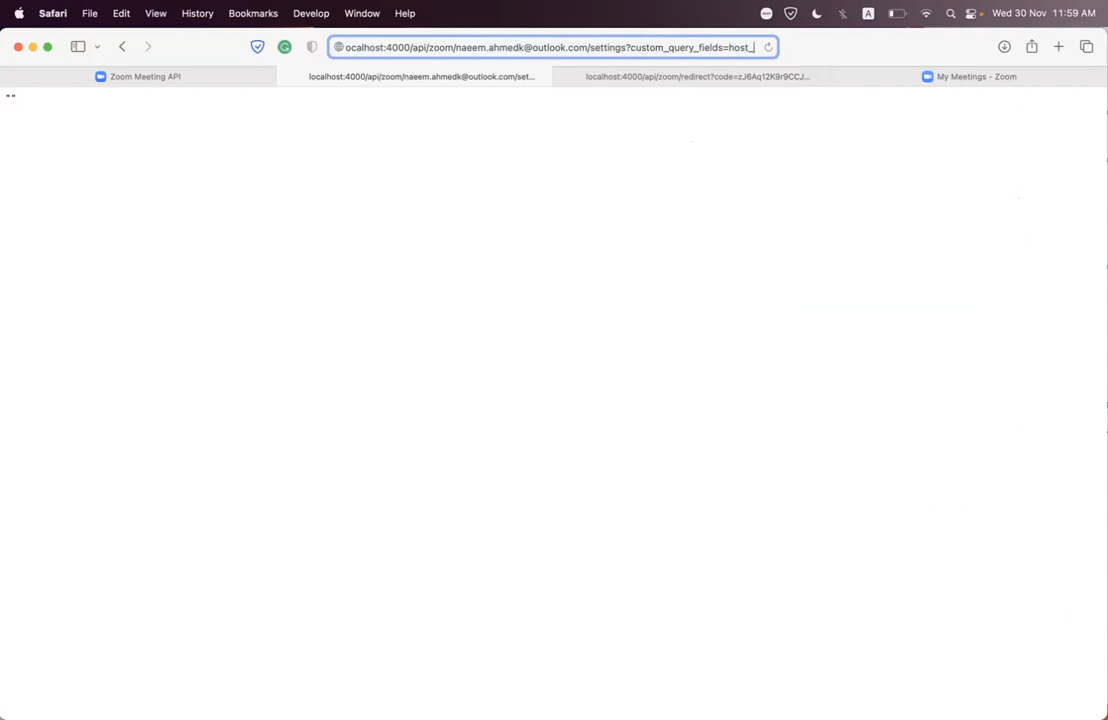 Safari File Edit View History Bookmarks Develop Window Help A Wed 30 Nov 11:59 AM
ocalhost:4000/api/zoom/naeem.ahmedk@outlook.com/settings?custom_query_fields=host_
Zoom Meeting API localhost:4000/api/zoom/naeem.ahmedk@outlook.com/set... localhost:4000/api/zoom/redirect?code=zJ6Aq12K9r9CCJ... My Meetings - Zoom
""